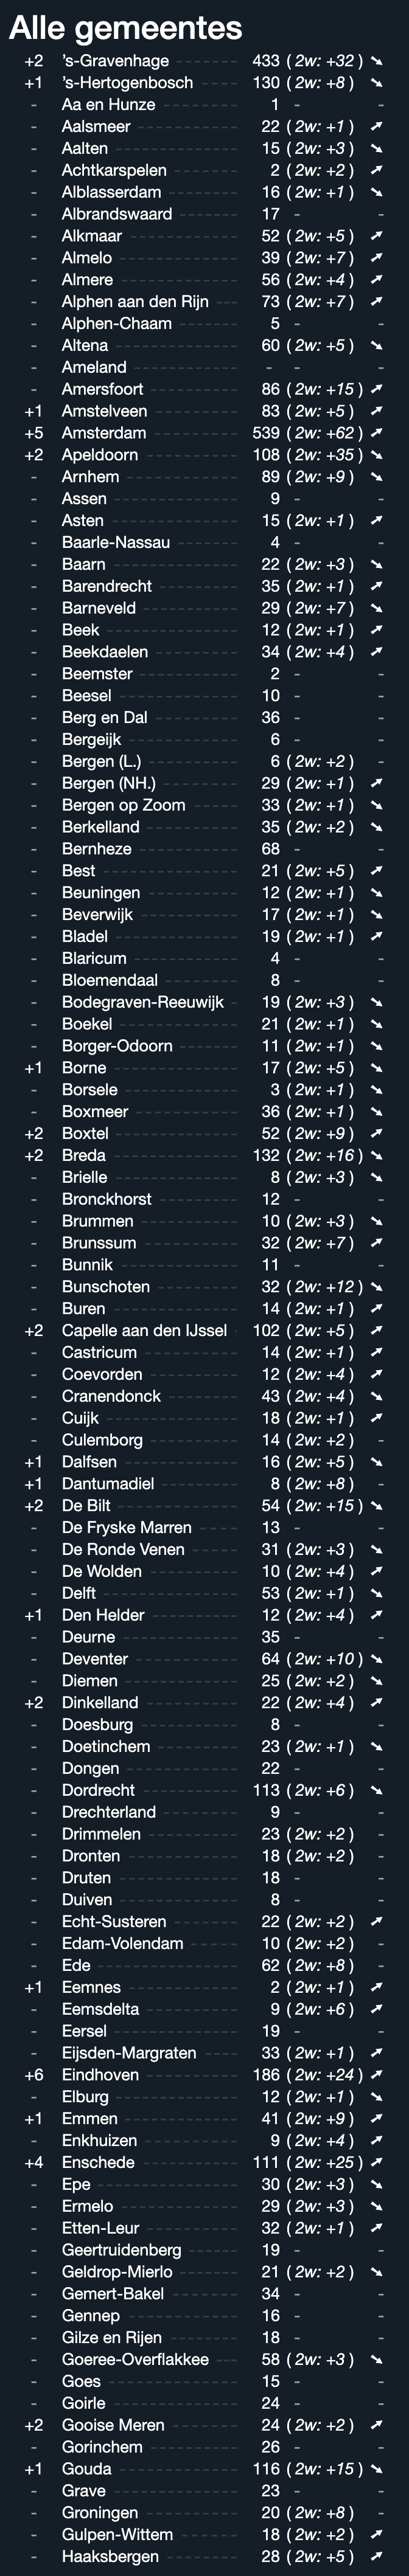 Alle gemeentes
+2 ’s-Gravenhage 433 ( 2w: +32 )
+1 ’s-Hertogenbosch 130 ( 2w: +8 )
- Aa en Hunze 1 - -
- Aalsmeer 22 ( 2w: +1 )
- Aalten 15 ( 2w: +3 )
- Achtkarspelen 2 ( 2w: +2 )
- Alblasserdam 16 ( 2w: +1 )
- Albrandswaard 17 - -
- Alkmaar 52 ( 2w: +5 )
- Almelo 39 ( 2w: +7 )
- Almere 56 ( 2w: +4 )
- Alphen aan den Rijn 73 ( 2w: +7 )
- Alphen-Chaam 5 - -
- Altena 60 ( 2w: +5 )
- Ameland - - -
- Amersfoort 86 ( 2w: +15 )
+1 Amstelveen 83 ( 2w: +5 )
+5 Amsterdam 539 ( 2w: +62 )
+2 Apeldoorn 108 ( 2w: +35 )
- Arnhem 89 ( 2w: +9 )
- Assen 9 - -
- Asten 15 ( 2w: +1 )
- Baarle-Nassau 4 - -
- Baarn 22 ( 2w: +3 )
- Barendrecht 35 ( 2w: +1 )
- Barneveld 29 ( 2w: +7 )
- Beek 12 ( 2w: +1 )
- Beekdaelen 34 ( 2w: +4 )
- Beemster 2 - -
- Beesel 10 - -
- Berg en Dal 36 - -
- Bergeijk 6 - -
- Bergen (L.) 6 ( 2w: +2 ) -
- Bergen (NH.) 29 ( 2w: +1 )
- Bergen op Zoom 33 ( 2w: +1 )
- Berkelland 35 ( 2w: +2 )
- Bernheze 68 - -
- Best 21 ( 2w: +5 )
- Beuningen 12 ( 2w: +1 )
- Beverwijk 17 ( 2w: +1 )
- Bladel 19 ( 2w: +1 )
- Blaricum 4 - -
- Bloemendaal 8 - -
- Bodegraven-Reeuwijk 19 ( 2w: +3 )
- Boekel 21 ( 2w: +1 )
- Borger-Odoorn 11 ( 2w: +1 )
+1 Borne 17 ( 2w: +5 )
- Borsele 3 ( 2w: +1 )
- Boxmeer 36 ( 2w: +1 )
+2 Boxtel 52 ( 2w: +9 )
+2 Breda 132 ( 2w: +16 )
- Brielle 8 ( 2w: +3 )
- Bronckhorst 12 - -
- Brummen 10 ( 2w: +3 )
- Brunssum 32 ( 2w: +7 )
- Bunnik 11 - -
- Bunschoten 32 ( 2w: +12 )
- Buren 14 ( 2w: +1 )
+2 Capelle aan den IJssel 102 ( 2w: +5 )
- Castricum 14 ( 2w: +1 )
- Coevorden 12 ( 2w: +4 )
- Cranendonck 43 ( 2w: +4 )
- Cuijk 18 ( 2w: +1 )
- Culemborg 14 ( 2w: +2 ) -
+1 Dalfsen 16 ( 2w: +5 )
+1 Dantumadiel 8 ( 2w: +8 ) -
+2 De Bilt 54 ( 2w: +15 )
- De Fryske Marren 13 - -
- De Ronde Venen 31 ( 2w: +3 )
- De Wolden 10 ( 2w: +4 )
- Delft 53 ( 2w: +1 )
+1 Den Helder 12 ( 2w: +4 )
- Deurne 35 - -
- Deventer 64 ( 2w: +10 )
- Diemen 25 ( 2w: +2 )
+2 Dinkelland 22 ( 2w: +4 )
- Doesburg 8 - -
- Doetinchem 23 ( 2w: +1 )
- Dongen 22 - -
- Dordrecht 113 ( 2w: +6 )
- Drechterland 9 - -
- Drimmelen 23 ( 2w: +2 ) -
- Dronten 18 ( 2w: +2 ) -
- Druten 18 - -
- Duiven 8 - -
- Echt-Susteren 22 ( 2w: +2 )
- Edam-Volendam 10 ( 2w: +2 ) -
- Ede 62 ( 2w: +8 ) -
+1 Eemnes 2 ( 2w: +1 )
- Eemsdelta 9 ( 2w: +6 )
- Eersel 19 - -
- Eijsden-Margraten 33 ( 2w: +1 )
+6 Eindhoven 186 ( 2w: +24 )
- Elburg 12 ( 2w: +1 )
+1 Emmen 41 ( 2w: +9 )
- Enkhuizen 9 ( 2w: +4 )
+4 Enschede 111 ( 2w: +25 )
- Epe 30 ( 2w: +3 )
- Ermelo 29 ( 2w: +3 )
- Etten-Leur 32 ( 2w: +1 )
- Geertruidenberg 19 - -
- Geldrop-Mierlo 21 ( 2w: +2 )
- Gemert-Bakel 34 - -
- Gennep 16 - -
- Gilze en Rijen 18 - -
- Goeree-Overflakkee 58 ( 2w: +3 )
- Goes 15 - -
- Goirle 24 - -
+2 Gooise Meren 24 ( 2w: +2 )
- Gorinchem 26 - -
+1 Gouda 116 ( 2w: +15 )
- Grave 23 - -
- Groningen 20 ( 2w: +8 ) -
- Gulpen-Wittem 18 ( 2w: +2 )
- Haaksbergen 28 ( 2w: +5 )